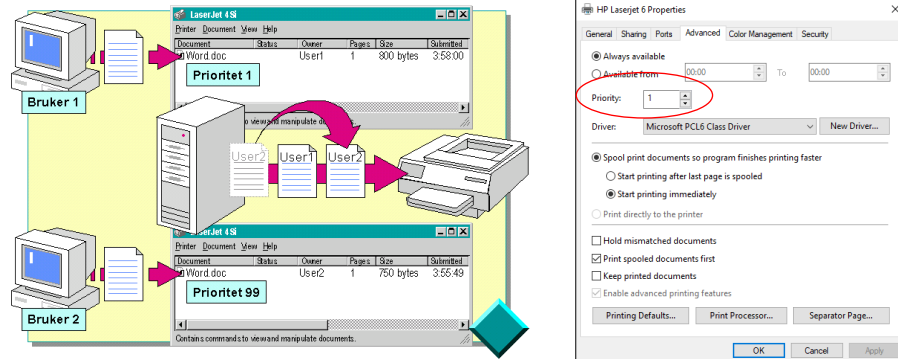 LaserJet 4Si
Printer Document View Help
Document Status Owner Pages Size Submitted
Word.doc User1 1 800 bytes 3:58:00
Prioritet 1
Bruker 1
to view and manipulate documents.
User2 User1 User2
LaserJet 4Si
Printer Document View Help
Document Status Owner Pages Size Submitted
Word.doc User2 1 750 bytes 3:55:49
Prioritet 99
Bruker 2
Contains commands to view and manipulate documents.
HP Laserjet 6 Properties
General Sharing Ports Advanced Color Management Security
Always available
Available from 00:00 To 00:00
Priority: 1
Driver: Microsoft PCL6 Class Driver New Driver...
Spool print documents so program finishes printing faster
Start printing after last page is spooled
Start printing immediately
Print directly to the printer
Hold mismatched documents
Print spooled documents first
Keep printed documents
Enable advanced printing features
Printing Defaults... Print Processor... Separator Page...
OK Cancel Apply